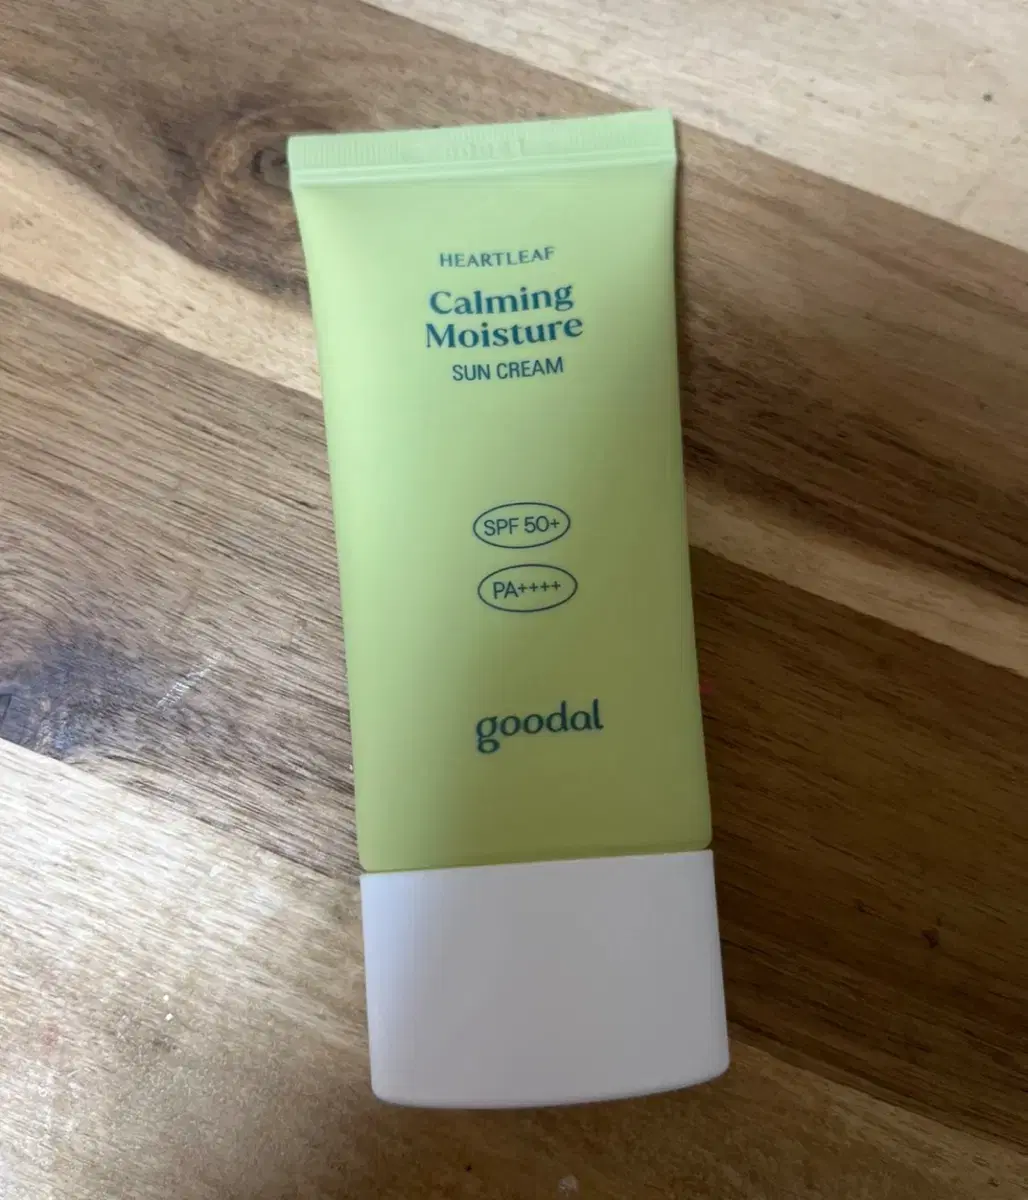 HEARTLEAF
Calming
Moisture
SUN CREAM
SPF 50+
PA++++
goodal